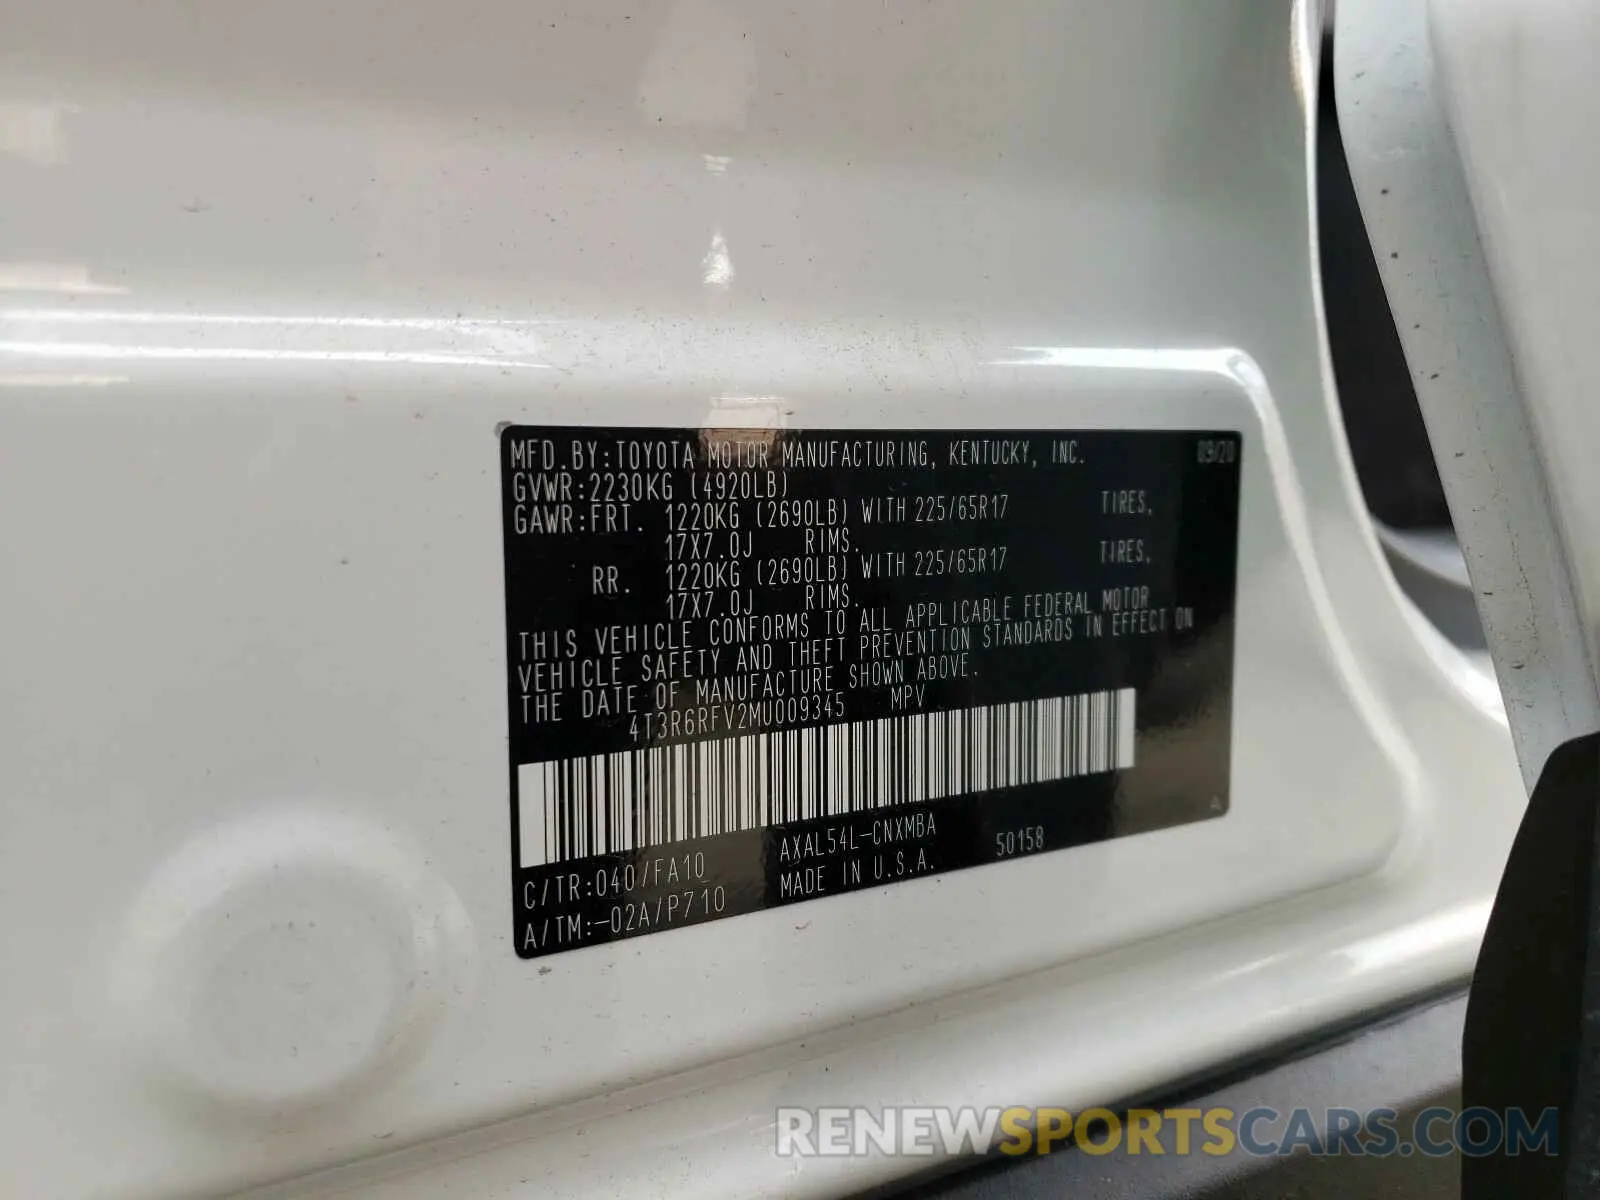 MFD.BY:TOYOTA MOTOR MANUFACTURING, KENTUCKY, INC. 09/20
GVWR:2230KG (4920LB)
GAWR:FRT. 1220KG (2690LB) WITH 225/65R17 TIRES,
17X7.0J RIMS.
RR. 1220KG (2690LB) WITH 225/65R17 TIRES,
17X7.0J RIMS.
THIS VEHICLE CONFORMS TO ALL APPLICABLE FEDERAL MOTOR
VEHICLE SAFETY AND THEFT PREVENTION STANDARDS IN EFFECT ON
THE DATE OF MANUFACTURE SHOWN ABOVE.
4T3R6RFV2MU009345 MPV
C/TR:040/FA10 AXAL54L-CNXMBA 50158 A
A/TM:-02A/P710 MADE IN U.S.A.
RENEWSPORTSCARS.COM